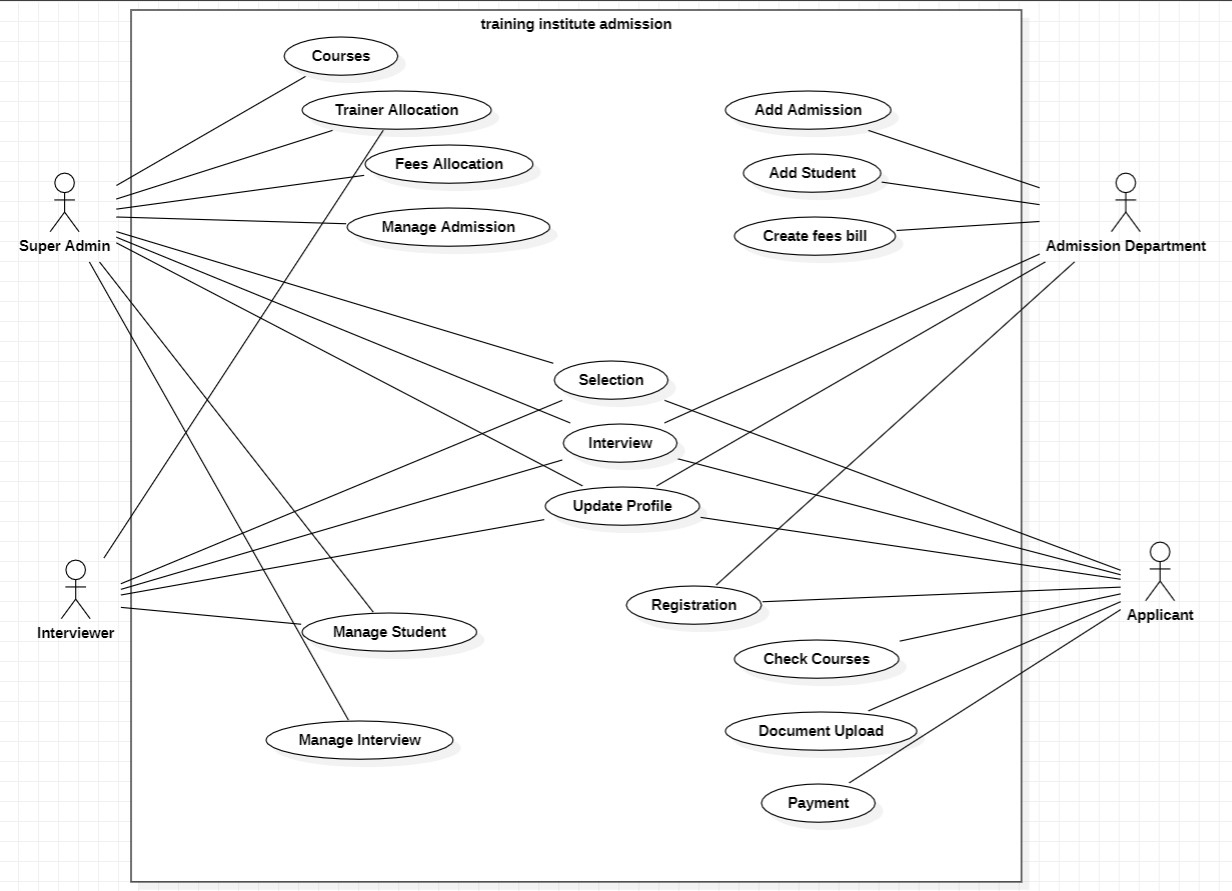 training institute admission
Courses
Trainer Allocation
Add Admission
Fees Allocation
Add Student
Manage Admission
Create fees bill
Super Admin
Admission Department
Selection
Interview
Update Profile
Registration
Applicant
Interviewer
Manage Student
Check Courses
Document Upload
Manage Interview
Payment